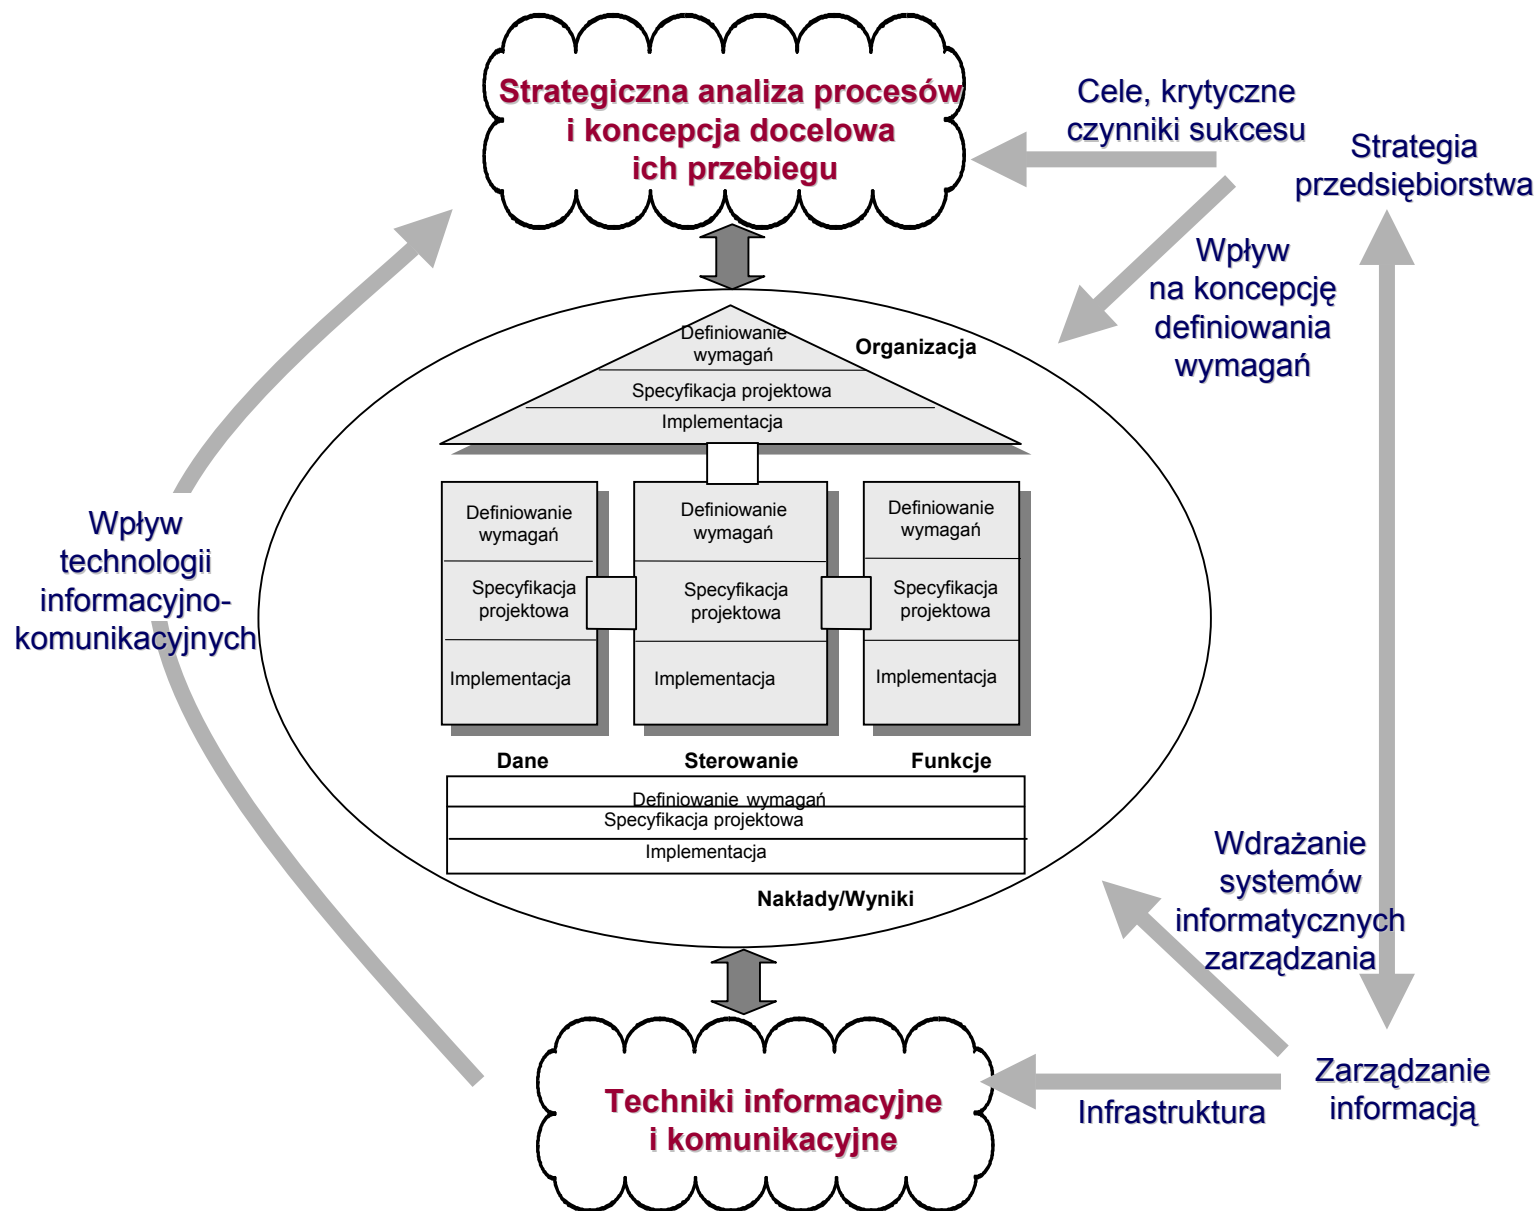 Strategiczna analiza procesów
i koncepcja docelowa
ich przebiegu
Cele, krytyczne
czynniki sukcesu
Strategia
przedsiębiorstwa
Wpływ
na koncepcję
definiowania
wymagań
Definiowanie
wymagań
Organizacja
Specyfikacja projektowa
Implementacja
Wpływ
technologii
informacyjno-
komunikacyjnych
Definiowanie
wymagań
Specyfikacja
projektowa
Implementacja
Definiowanie
wymagań
Specyfikacja
projektowa
Implementacja
Definiowanie
wymagań
Specyfikacja
projektowa
Implementacja
Dane
Sterowanie
Funkcje
Definiowanie wymagań
Specyfikacja projektowa
Implementacja
Nakłady/Wyniki
Wdrażanie
systemów
informatycznych
zarządzania
Techniki informacyjne
i komunikacyjne
Infrastruktura
Zarządzanie
informacją